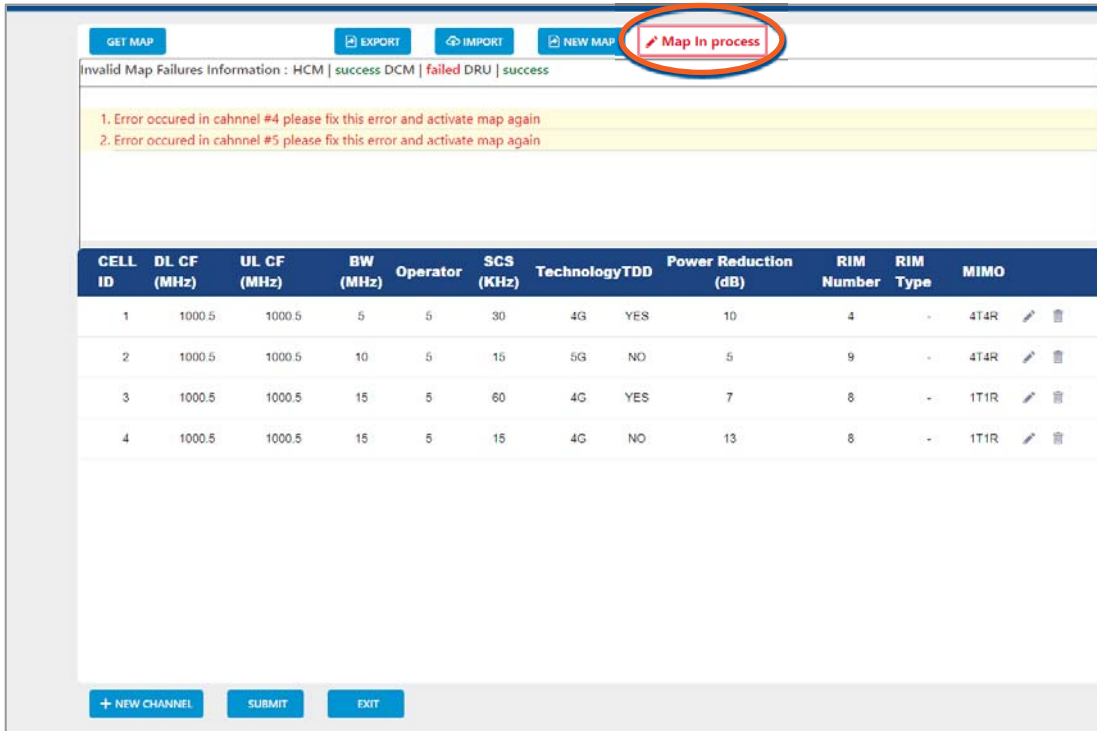 GET MAP EXPORT IMPORT NEW MAP Map In process
Invalid Map Failures Information : HCM | success DCM | failed DRU | success
1. Error occured in cahnnel #4 please fix this error and activate map again
2. Error occured in cahnnel #5 please fix this error and activate map again
CELL ID DL CF (MHz) UL CF (MHz) BW (MHz) Operator SCS (KHz) Technology TDD Power Reduction (dB) RIM Number RIM Type MIMO
1 1000.5 1000.5 5 5 30 4G YES 10 4 - 4T4R
2 1000.5 1000.5 10 5 15 5G NO 5 9 - 4T4R
3 1000.5 1000.5 15 5 60 4G YES 7 8 - 1T1R
4 1000.5 1000.5 15 5 15 4G NO 13 8 - 1T1R
+ NEW CHANNEL SUBMIT EXIT